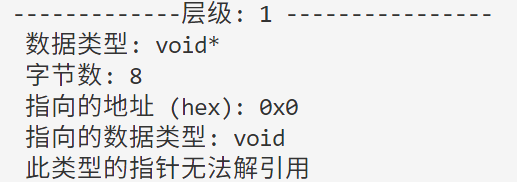 -------------层级: 1 ----------------
数据类型: void*
字节数: 8
指向的地址 (hex): 0x0
指向的数据类型: void
此类型的指针无法解引用